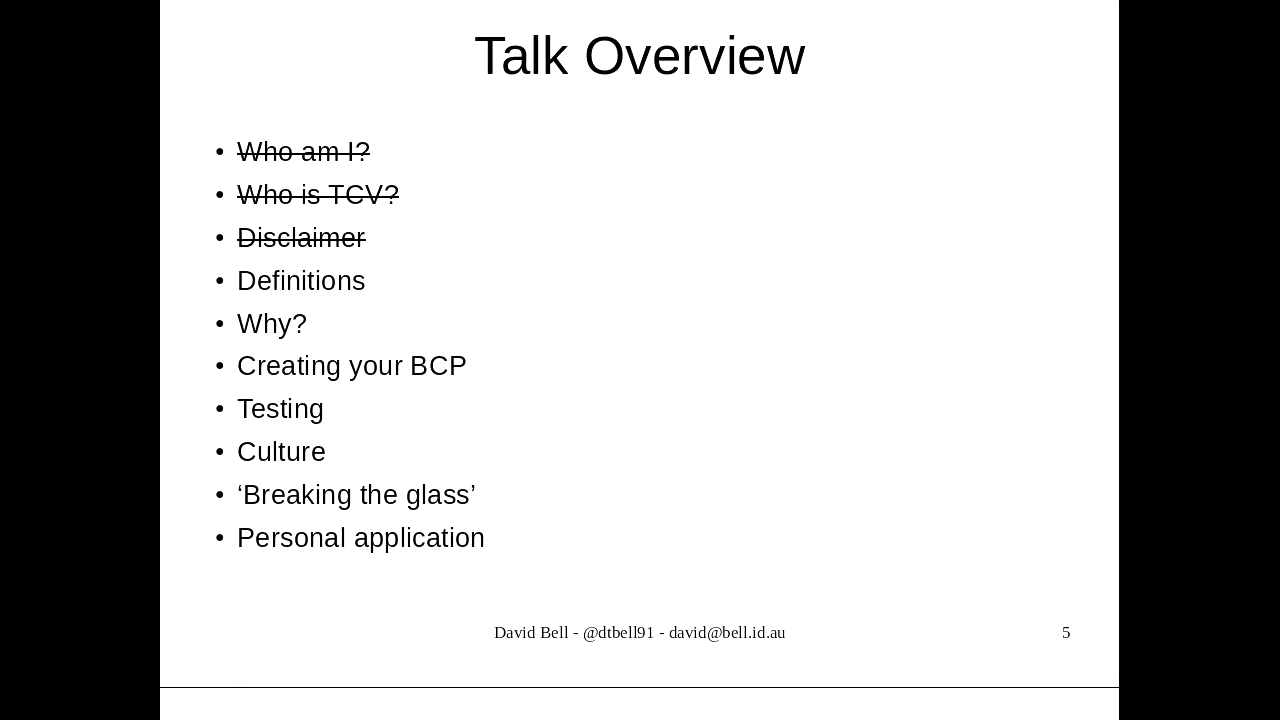 Talk Overview
• Who am I?
• Who is TCV?
• Disclaimer
• Definitions
• Why?
• Creating your BCP
• Testing
• Culture
• ‘Breaking the glass’
• Personal application
David Bell - @dtbell91 - david@bell.id.au
5